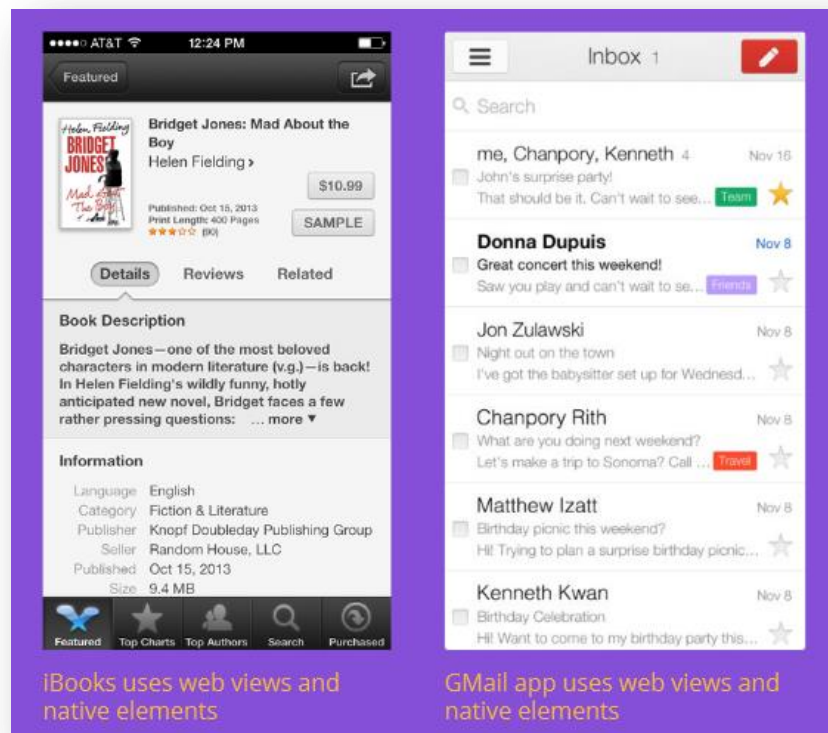 AT&T 12:24 PM
Featured
Helen Fielding
BRIDGET
JONES
Mad About
The Boy
Bridget Jones: Mad About the
Boy
Helen Fielding >
$10.99
Published: Oct 15, 2013
Print Length: 400 Pages
(90)
SAMPLE
Details Reviews Related
Book Description
Bridget Jones—one of the most beloved
characters in modern literature (v.g.)—is back!
In Helen Fielding's wildly funny, hotly
anticipated new novel, Bridget faces a few
rather pressing questions: ... more ▼
Information
Language English
Category Fiction & Literature
Publisher Knopf Doubleday Publishing Group
Seller Random House, LLC
Published Oct 15, 2013
Size 9.4 MB
Featured Top Charts Top Authors Search Purchased
iBooks uses web views and
native elements
Inbox 1
Search
me, Chanpory, Kenneth 4 Nov 16
John's surprise party!
That should be it. Can't wait to see... Team
Donna Dupuis Nov 8
Great concert this weekend!
Saw you play and can't wait to se... Friends
Jon Zulawski Nov 8
Night out on the town
I've got the babysitter set up for Wednesd...
Chanpory Rith Nov 8
What are you doing next weekend?
Let's make a trip to Sonoma? Call ... Travel
Matthew Izatt Nov 8
Birthday picnic this weekend?
Hi! Trying to plan a surprise birthday picnic...
Kenneth Kwan Nov 8
Birthday Celebration
Hi! Want to come to my birthday party this...
GMail app uses web views and
native elements